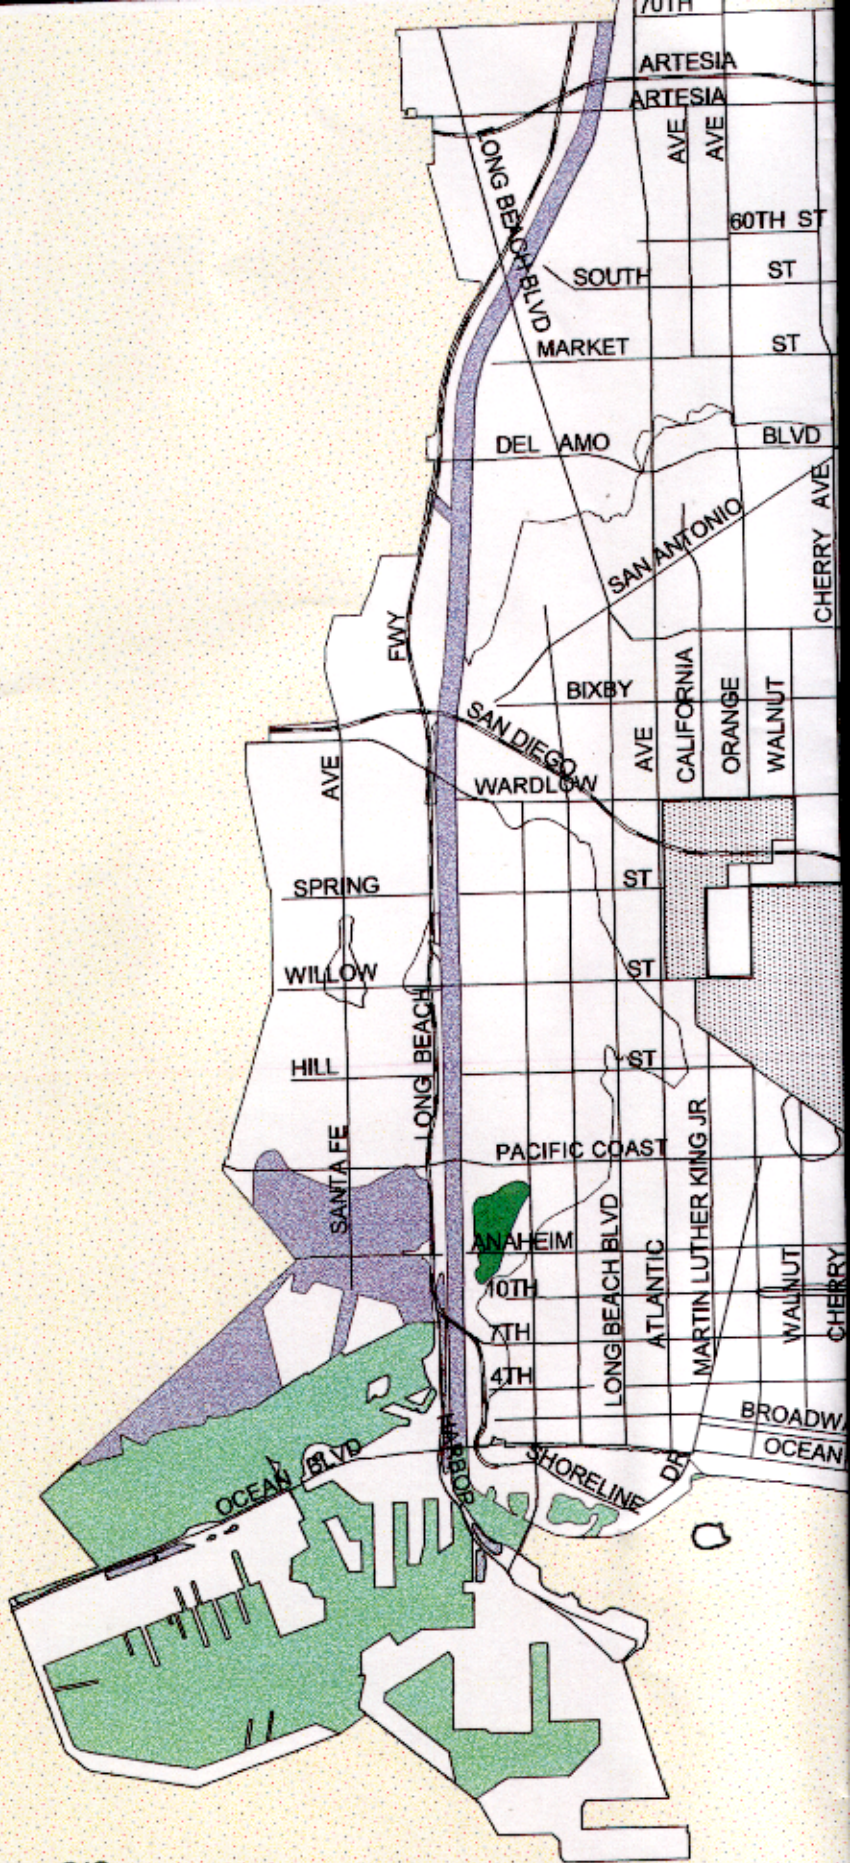 70TH
ARTESIA
ARTESIA
AVE
AVE
LONG BEACH BLVD
60TH ST
SOUTH ST
MARKET ST
DEL AMO BLVD
CHERRY AVE
SAN ANTONIO
FWY
BIXBY
CALIFORNIA
ORANGE
WALNUT
AVE
SAN DIEGO
AVE
WARDLOW
SPRING ST
WILLOW ST
LONG BEACH
HILL ST
SANTA FE
PACIFIC COAST
MARTIN LUTHER KING JR
ANAHEIM
LONG BEACH BLVD
ATLANTIC
WALNUT
CHERRY
10TH
7TH
4TH
BROADWA
OCEAN
HARBOR
SHORELINE DR
OCEAN BLVD